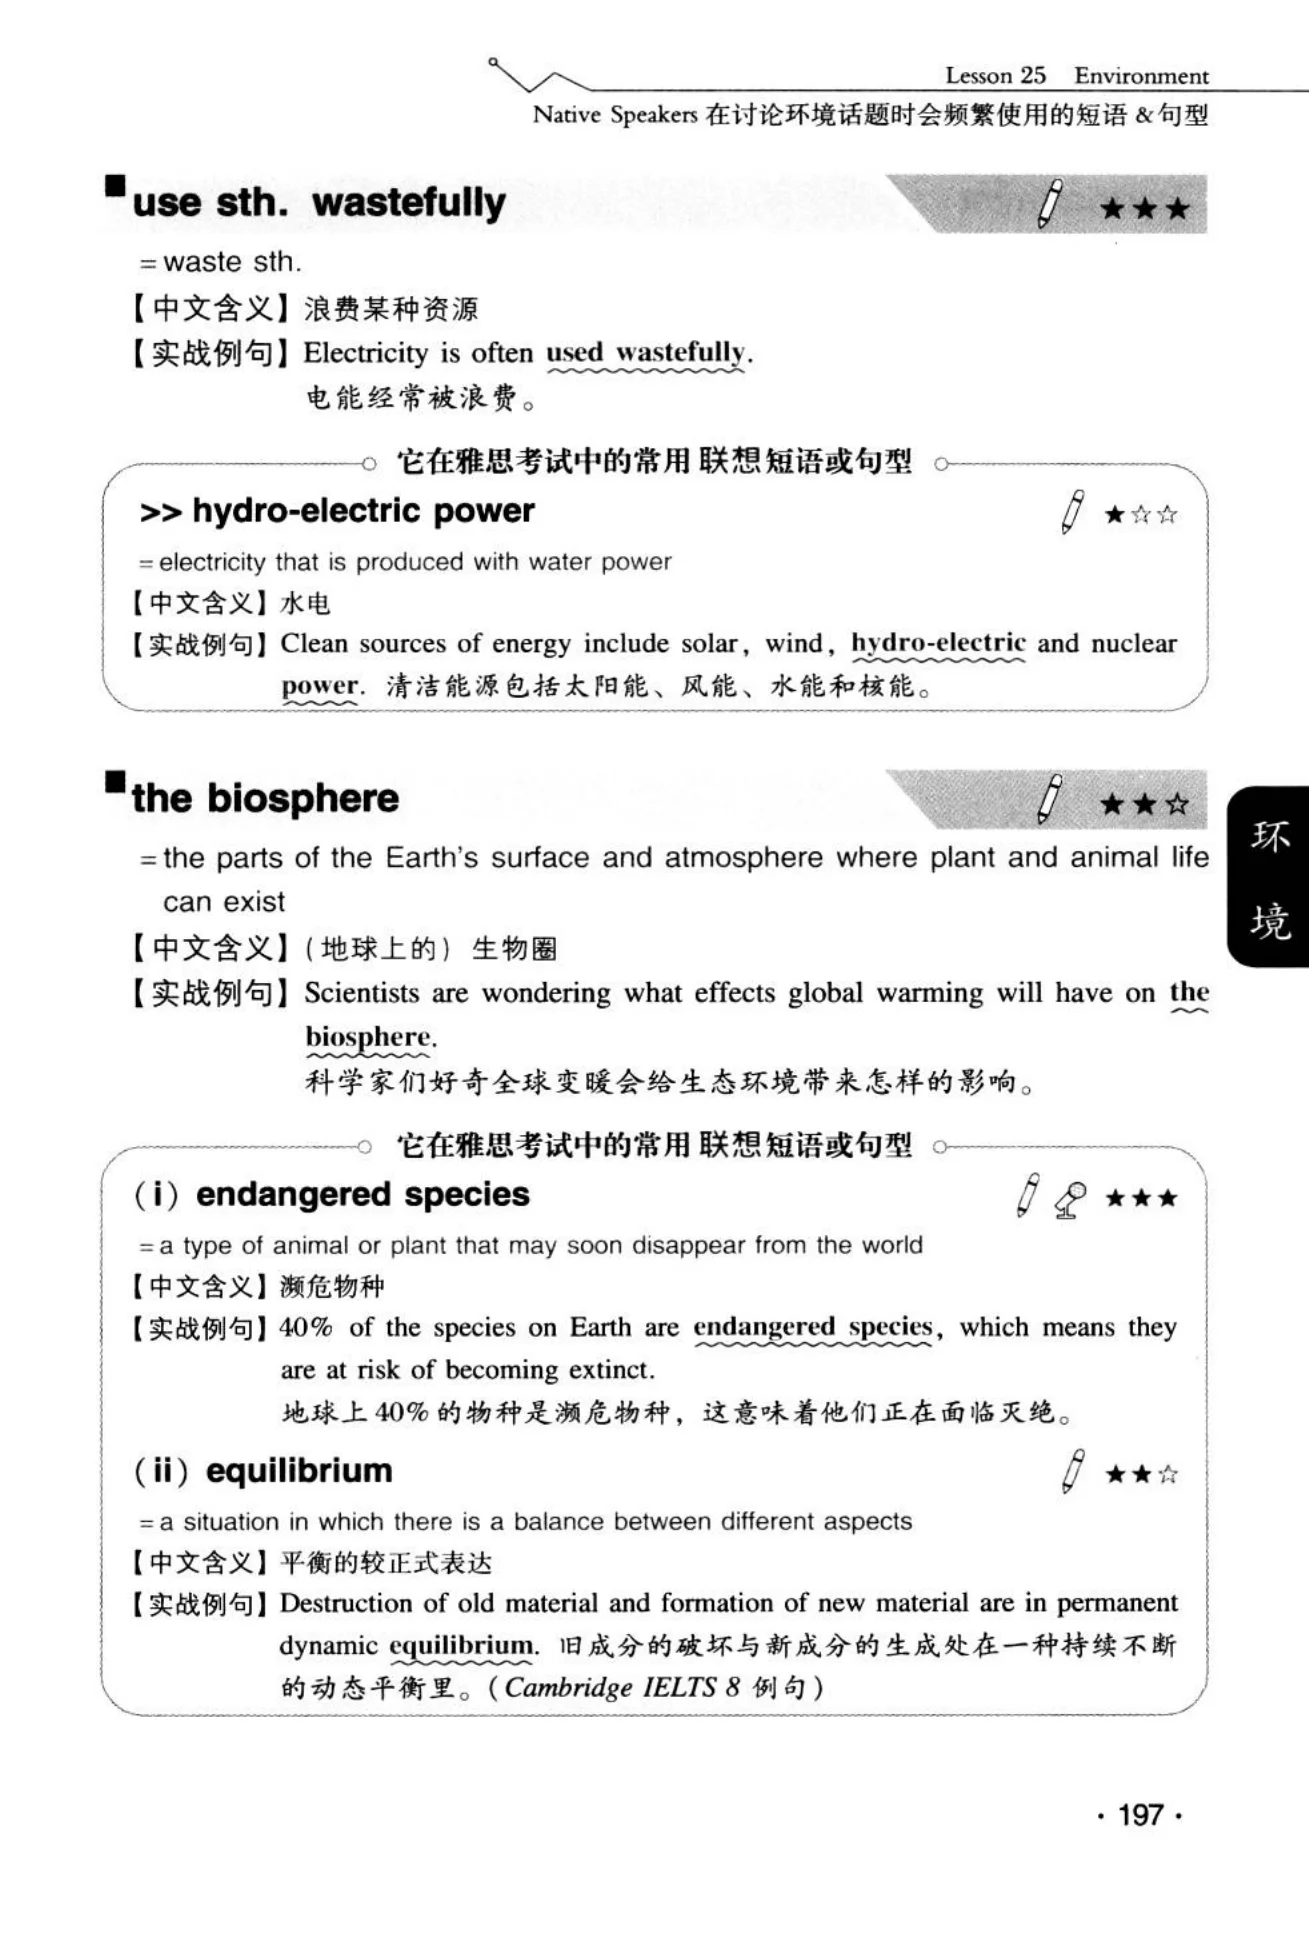 Lesson 25 Environment
Native Speakers 在讨论环境话题时会频繁使用的短语 & 句型
■use sth. wastefully ★★★
=waste sth.
【中文含义】浪费某种资源
【实战例句】Electricity is often used wastefully.
电能经常被浪费。
它在雅思考试中的常用联想短语或句型
>> hydro-electric power ★☆☆
=electricity that is produced with water power
【中文含义】水电
【实战例句】Clean sources of energy include solar, wind, hydro-electric and nuclear
power. 清洁能源包括太阳能、风能、水能和核能。
■the biosphere ★★☆
=the parts of the Earth's surface and atmosphere where plant and animal life
can exist
【中文含义】(地球上的) 生物圈
【实战例句】Scientists are wondering what effects global warming will have on the
biosphere.
科学家们好奇全球变暖会给生态环境带来怎样的影响。
它在雅思考试中的常用联想短语或句型
(i) endangered species ★★★
=a type of animal or plant that may soon disappear from the world
【中文含义】濒危物种
【实战例句】40% of the species on Earth are endangered species, which means they
are at risk of becoming extinct.
地球上 40% 的物种是濒危物种，这意味着他们正在面临灭绝。
(ii) equilibrium ★★☆
=a situation in which there is a balance between different aspects
【中文含义】平衡的较正式表达
【实战例句】Destruction of old material and formation of new material are in permanent
dynamic equilibrium. 旧成分的破坏与新成分的生成处在一种持续不断
的动态平衡里。(Cambridge IELTS 8 例句)
环
境
· 197 ·